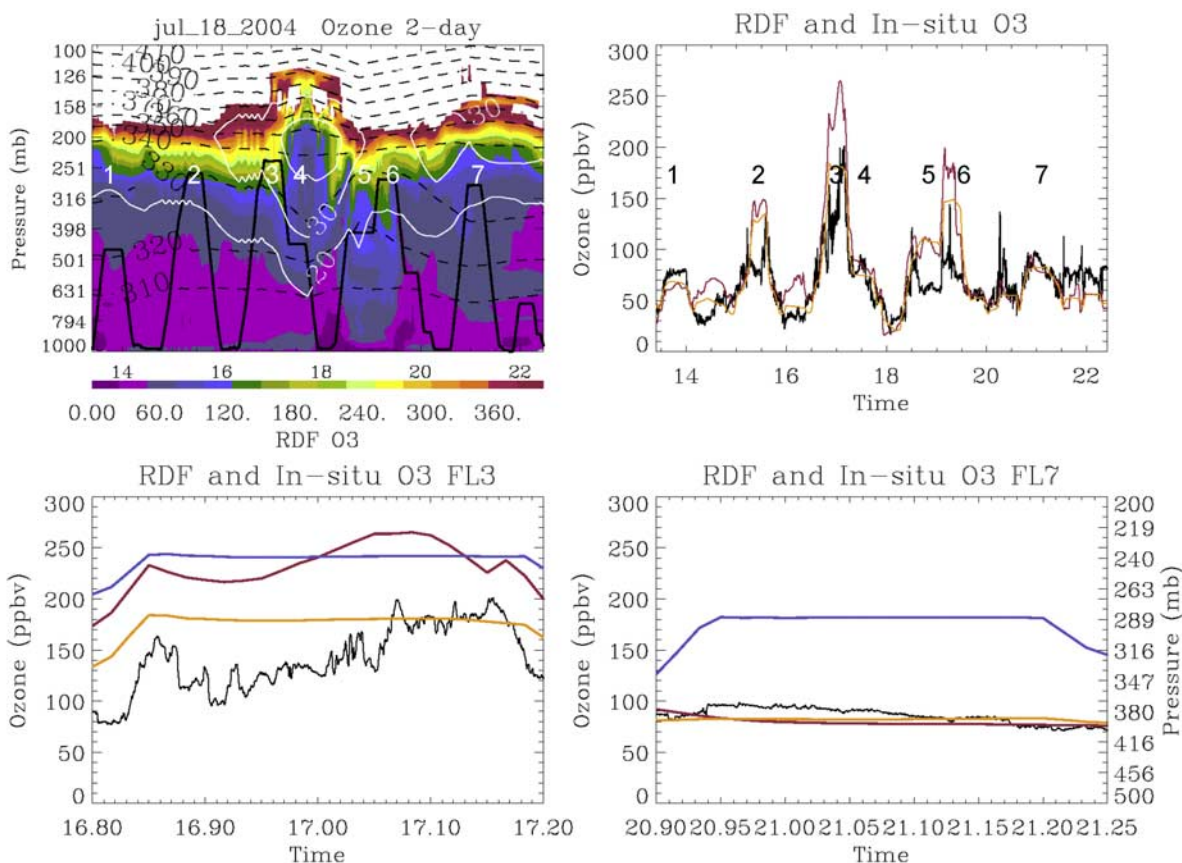 jul_18_2004 Ozone 2-day
Pressure (mb)
100
126
158
200
251
316
398
501
631
794
1000
410
400
390
380
370
360
340
330
320
310
30
30
20
1 2 3 4 5 6 7
14 16 18 20 22
0.00 60.0 120. 180. 240. 300. 360.
RDF O3
RDF and In-situ O3
Ozone (ppbv)
300
250
200
150
100
50
0
1 2 3 4 5 6 7
14 16 18 20 22
Time
RDF and In-situ O3 FL3
Ozone (ppbv)
300
250
200
150
100
50
0
16.80 16.90 17.00 17.10 17.20
Time
RDF and In-situ O3 FL7
Ozone (ppbv)
300
250
200
150
100
50
0
200
219
240
263
289
316
347
380
416
456
500
Pressure (mb)
20.90 20.95 21.00 21.05 21.10 21.15 21.20 21.25
Time